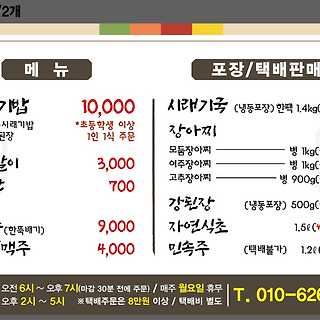 /2개
메 뉴
기밥 10,000
시래기밥 *초등학생 이상
된장 1인 1식 주문
말이 3,000
700
9,000
(한뚝배기)
/맥주 4,000
포장/택배판매
시래기국 (냉동포장) 한팩 1.4kg(
장아찌
모듬장아찌 병 1kg(
이주장아찌 병 1kg(
고추장아찌 병 900g(
강된장 (냉동포장) 500g(
자연식초 1.5ℓ(
민속주 (택배불가) 1.2ℓ(
오전 6시 ~ 오후 7시(마감 30분 전에 주문) / 매주 월요일 휴무
오후 2시 ~ 5시 / ※택배주문은 8만원 이상 / 택배비 별도
T. 010-626